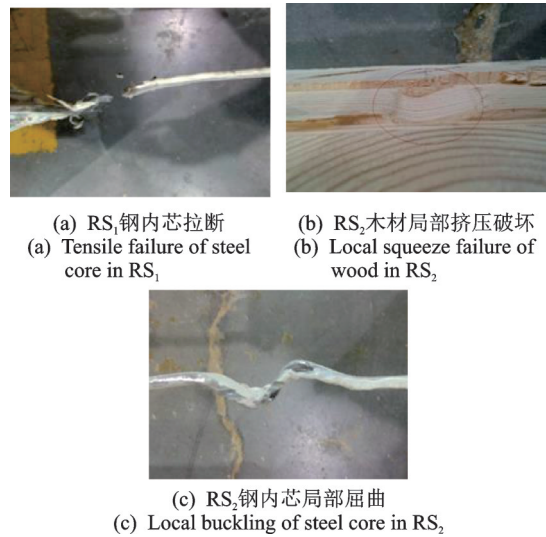 (a) RS₁钢内芯拉断
(a) Tensile failure of steel
core in RS₁
(b) RS₂木材局部挤压破坏
(b) Local squeeze failure of
wood in RS₂
(c) RS₂钢内芯局部屈曲
(c) Local buckling of steel core in RS₂